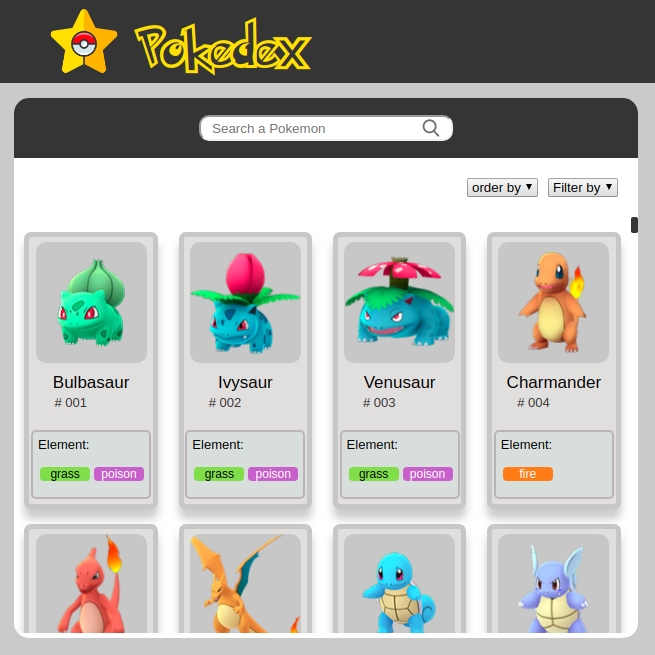 Pokedex
Search a Pokemon
order by Filter by
Bulbasaur
# 001
Element:
grass poison
Ivysaur
# 002
Element:
grass poison
Venusaur
# 003
Element:
grass poison
Charmander
# 004
Element:
fire